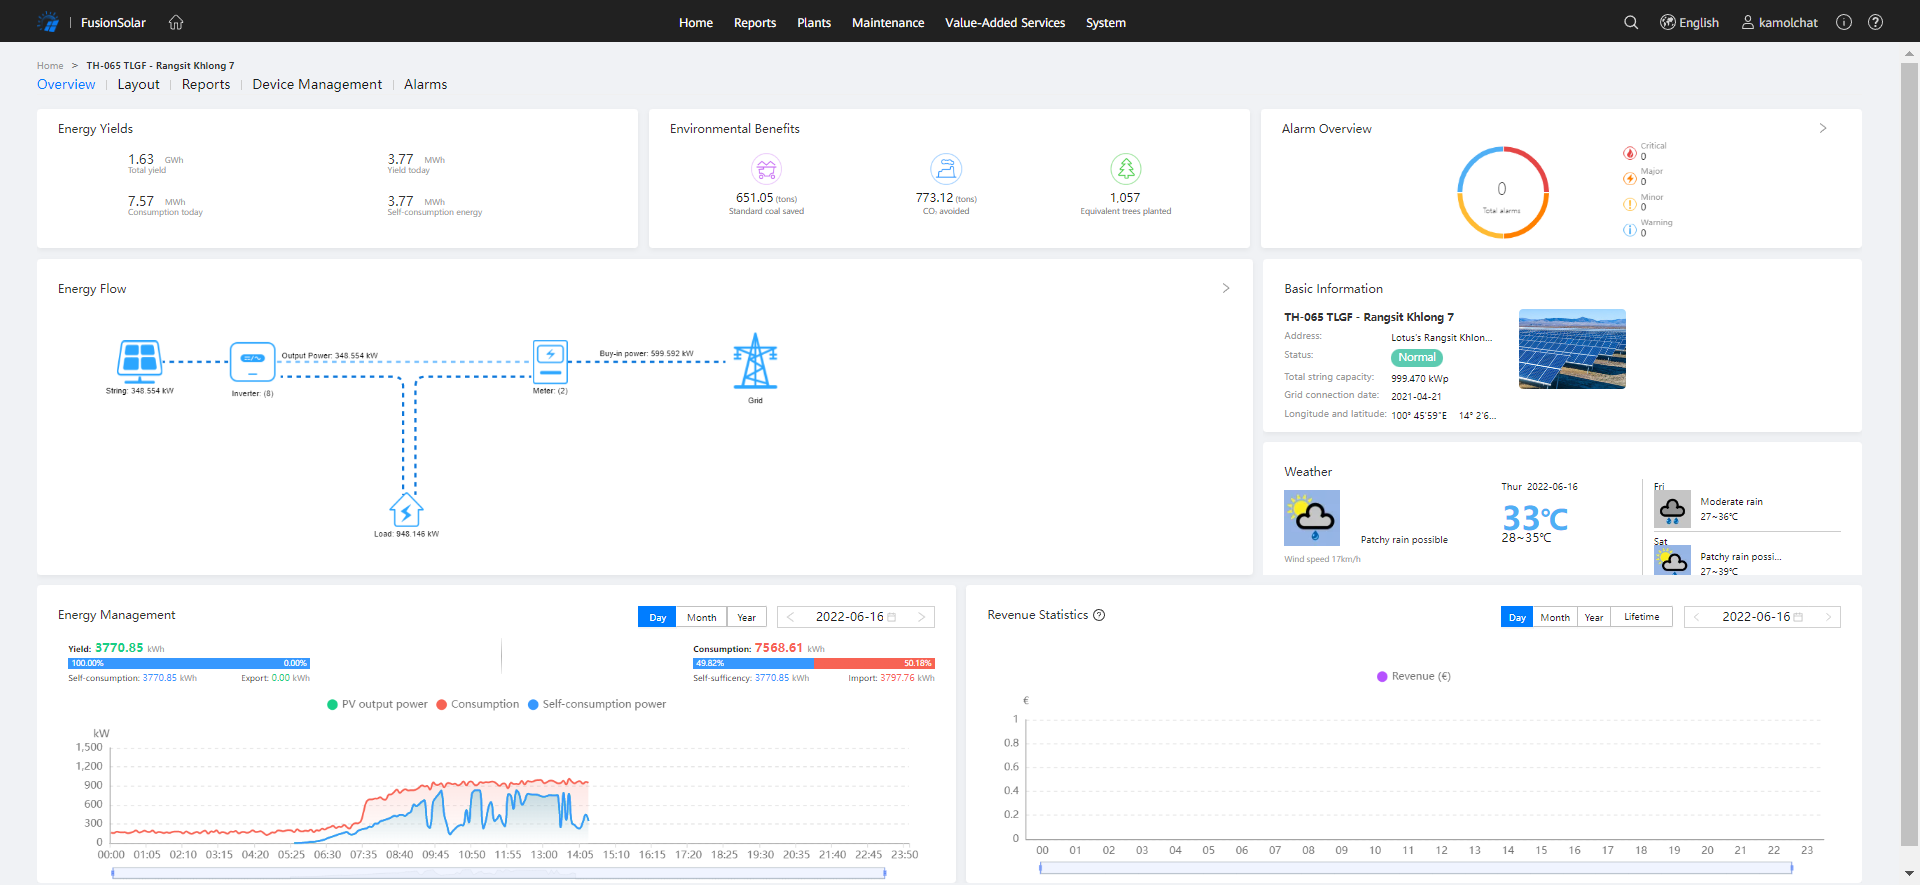 FusionSolar
Home Reports Plants Maintenance Value-Added Services System
English kamolchat
Home > TH-065 TLGF - Rangsit Khlong 7
Overview Layout Reports Device Management Alarms
Energy Yields
1.63 GWh
Total yield
3.77 MWh
Yield today
7.57 MWh
Consumption today
3.77 MWh
Self-consumption energy
Environmental Benefits
651.05 (tons)
Standard coal saved
773.12 (tons)
CO₂ avoided
1,057
Equivalent trees planted
Alarm Overview
0
Total alarms
Critical
0
Major
0
Minor
0
Warning
0
Energy Flow
String: 348.554 kW
Inverter: (8)
Output Power: 348.554 kW
Meter: (2)
Buy-in power: 599.592 kW
Grid
Load: 948.146 kW
Basic Information
TH-065 TLGF - Rangsit Khlong 7
Address: Lotus's Rangsit Khlon...
Status: Normal
Total string capacity: 999.470 kWp
Grid connection date: 2021-04-21
Longitude and latitude: 100° 45'59"E 14° 2'6...
Weather
Patchy rain possible
Wind speed 17km/h
Thur 2022-06-16
33℃
28~35℃
Fri
Moderate rain
27~36℃
Sat
Patchy rain possi...
27~39℃
Energy Management
Day Month Year
2022-06-16
Yield: 3770.85 kWh
100.00% 0.00%
Self-consumption: 3770.85 kWh Export: 0.00 kWh
Consumption: 7568.61 kWh
49.82% 50.18%
Self-sufficency: 3770.85 kWh Import: 3797.76 kWh
PV output power Consumption Self-consumption power
kW
1,500
1,200
900
600
300
0
00:00 01:05 02:10 03:15 04:20 05:25 06:30 07:35 08:40 09:45 10:50 11:55 13:00 14:05 15:10 16:15 17:20 18:25 19:30 20:35 21:40 22:45 23:50
Revenue Statistics
Day Month Year Lifetime
2022-06-16
Revenue (€)
€
1
0.8
0.6
0.4
0.2
0
00 01 02 03 04 05 06 07 08 09 10 11 12 13 14 15 16 17 18 19 20 21 22 23